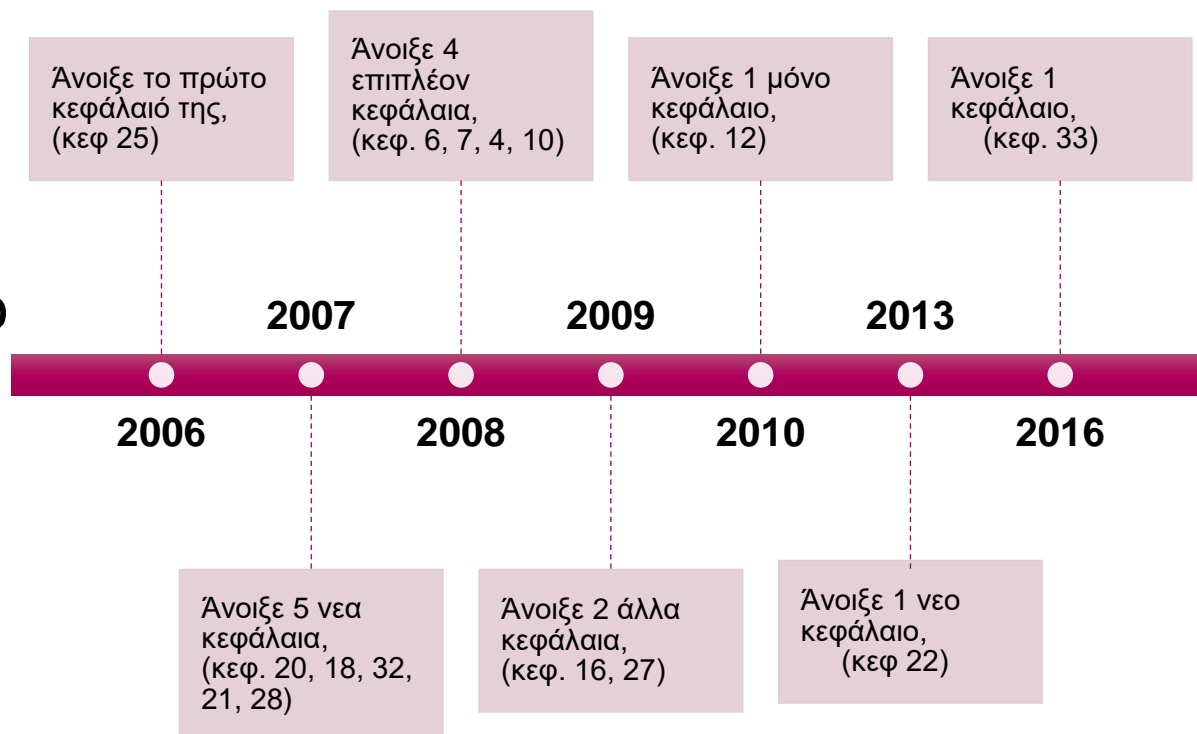 Άνοιξε το πρώτο
κεφάλαιό της,
(κεφ 25)
Άνοιξε 4
επιπλέον
κεφάλαια,
(κεφ. 6, 7, 4, 10)
Άνοιξε 1 μόνο
κεφάλαιο,
(κεφ. 12)
Άνοιξε 1
κεφάλαιο,
(κεφ. 33)
2007
2009
2013
2006
2008
2010
2016
Άνοιξε 5 νεα
κεφάλαια,
(κεφ. 20, 18, 32,
21, 28)
Άνοιξε 2 άλλα
κεφάλαια,
(κεφ. 16, 27)
Άνοιξε 1 νεο
κεφάλαιο,
(κεφ 22)